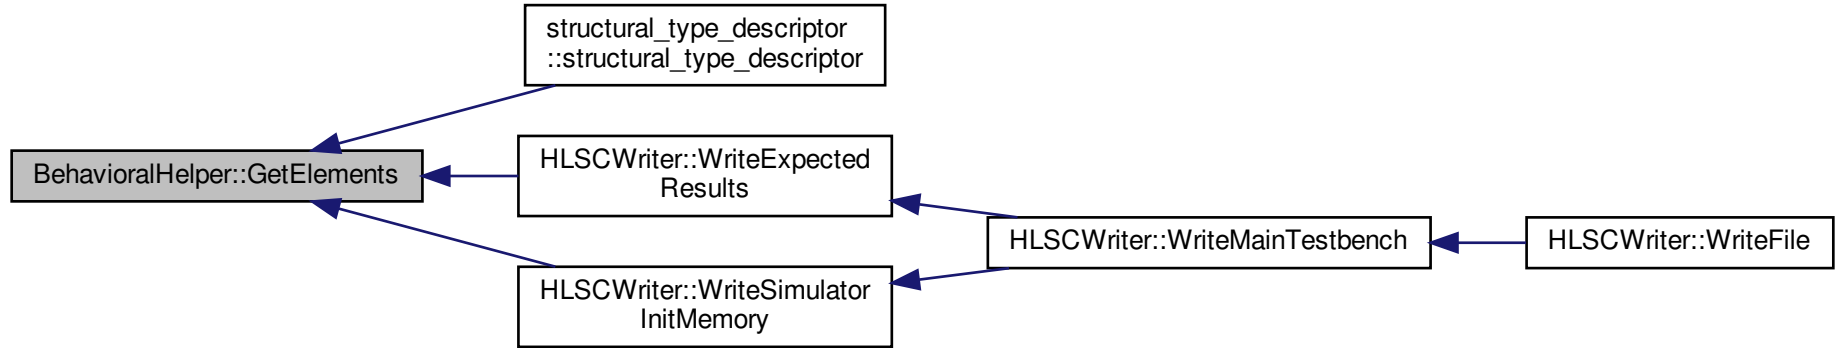 structural_type_descriptor
::structural_type_descriptor
BehavioralHelper::GetElements
HLSCWriter::WriteExpected
Results
HLSCWriter::WriteSimulator
InitMemory
HLSCWriter::WriteMainTestbench
HLSCWriter::WriteFile